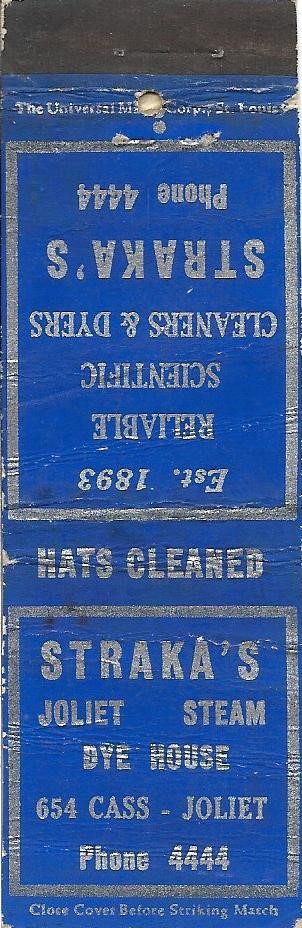 The Universal Match Corp., St. Louis
Est. 1893
RELIABLE
SCIENTIFIC
CLEANERS & DYERS
STRAKA'S
Phone 4444
HATS CLEANED
STRAKA'S
JOLIET STEAM
DYE HOUSE
654 CASS - JOLIET
Phone 4444
Close Cover Before Striking Match